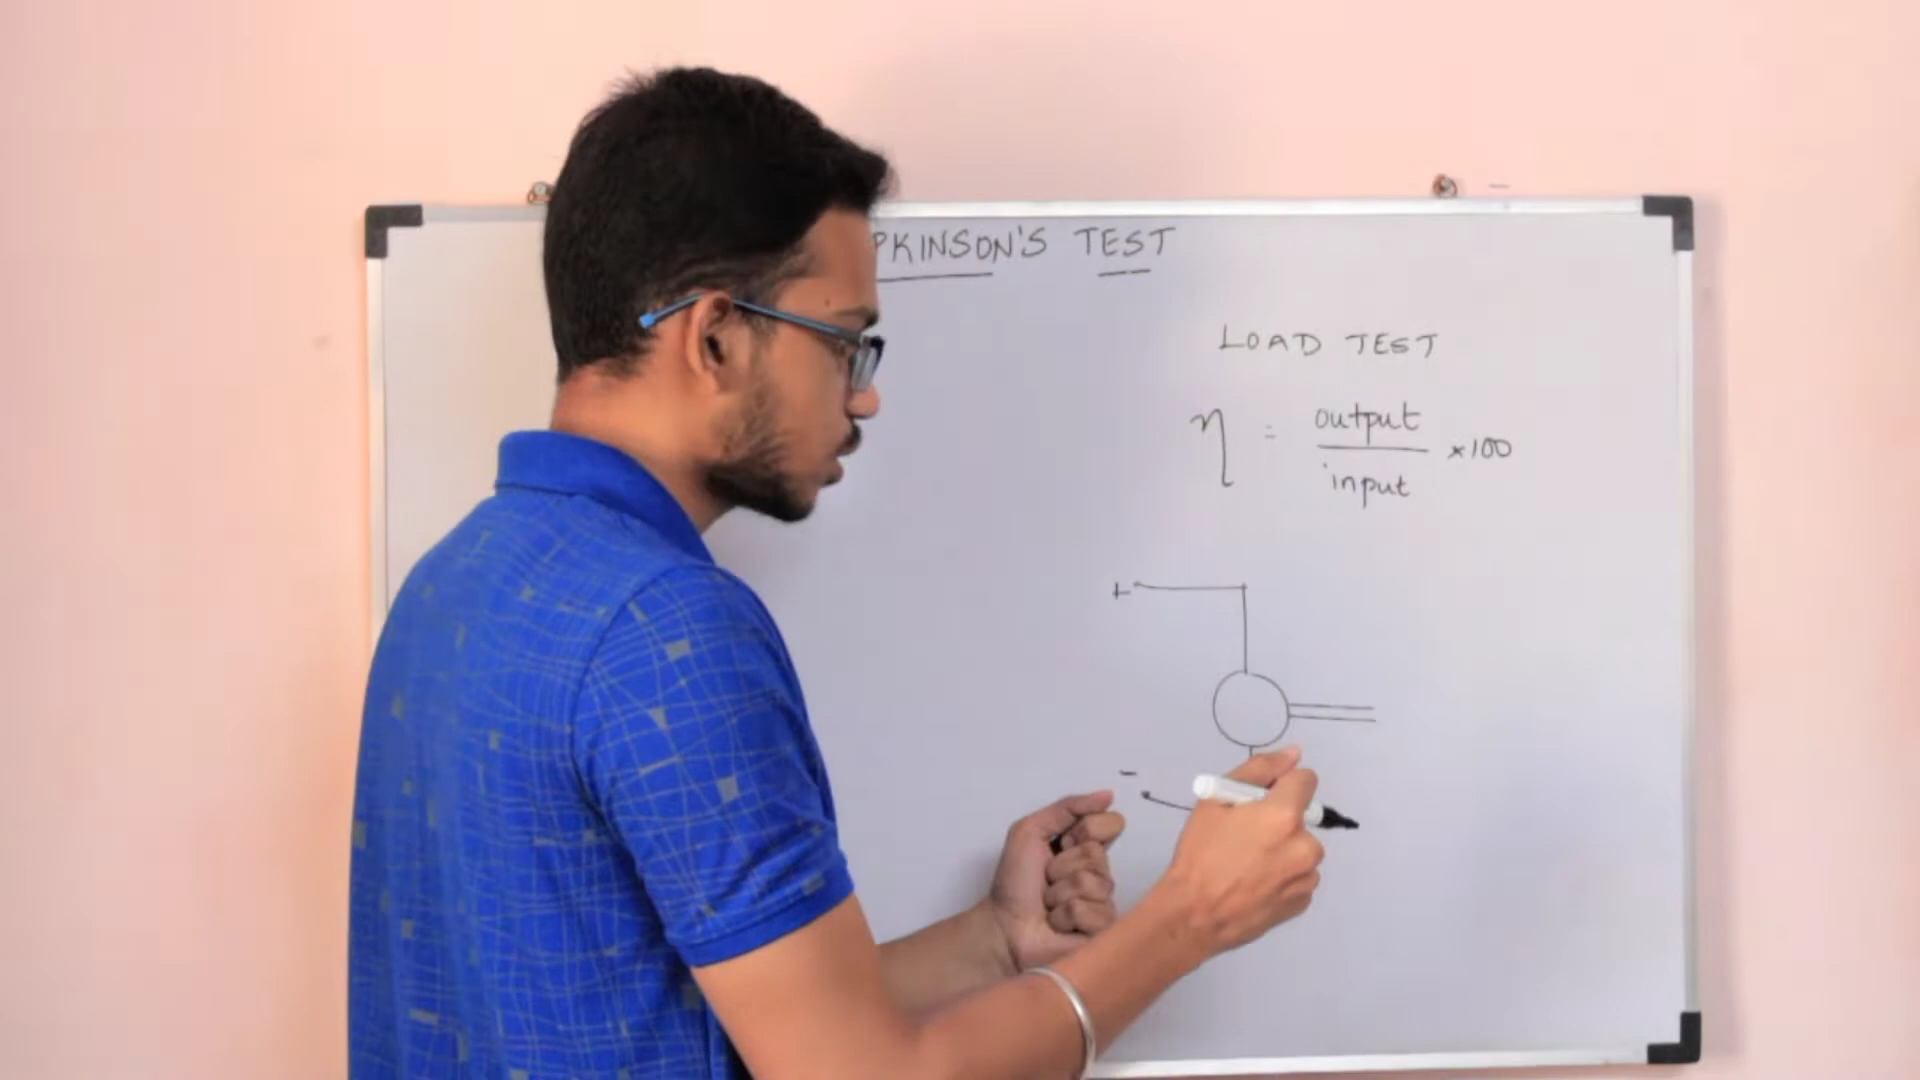 PKINSON'S TEST
LOAD TEST
η = output / input ×100
+
-